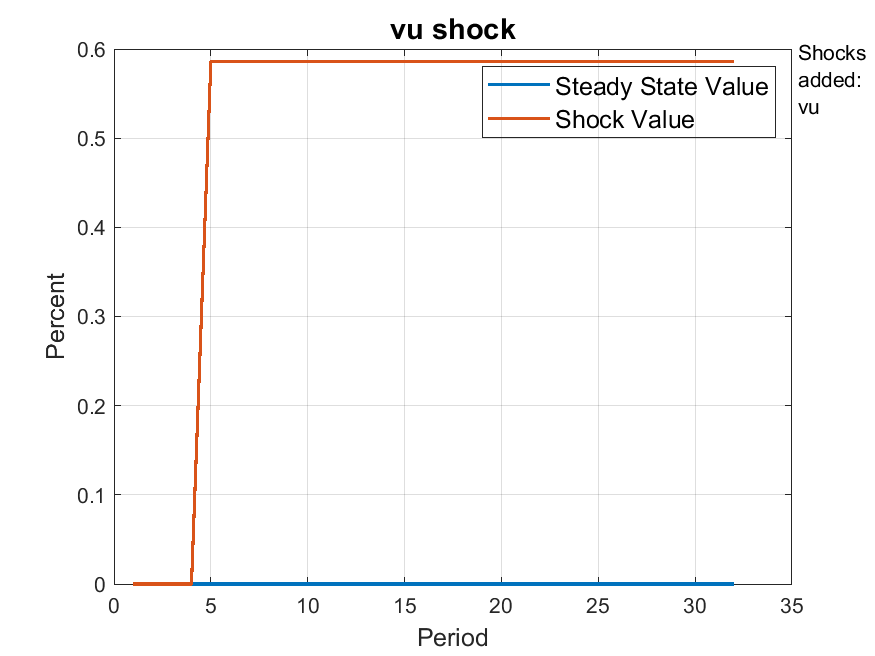 vu shock
Shocks
added:
vu
Steady State Value
Shock Value
Percent
0.6
0.5
0.4
0.3
0.2
0.1
0
0 5 10 15 20 25 30 35
Period